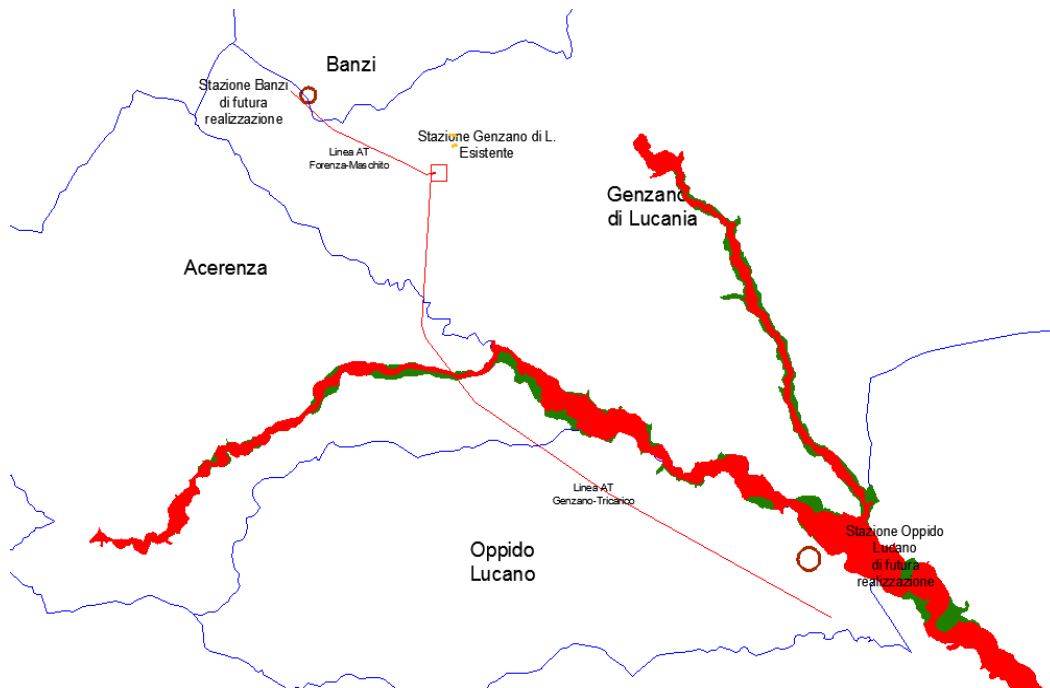 Banzi
Stazione Banzi
di futura
realizzazione
Stazione Genzano di L.
Esistente
Linea AT
Forenza-Maschito
Genzano
di Lucania
Acerenza
Linea AT
Genzano-Tricarico
Stazione Oppido
Lucano
di futura
realizzazione
Oppido
Lucano